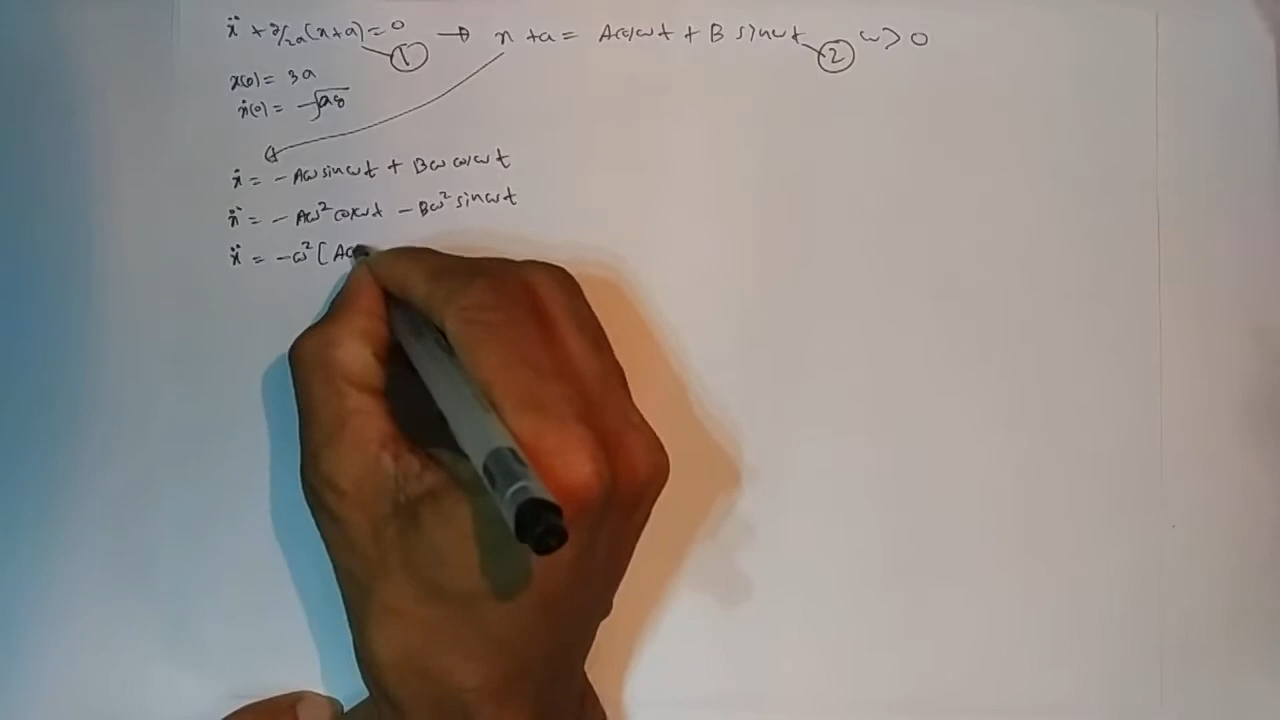 ẍ + g/2a (x+a) = 0 ① → x + a = A cos ωt + B sin ωt ② ω > 0
x(0) = 3a
ẋ(0) = -√ag
ẋ = - Aω sin ωt + Bω cos ωt
ẍ = - Aω² cos ωt - Bω² sin ωt
ẍ = - ω² [ Aco